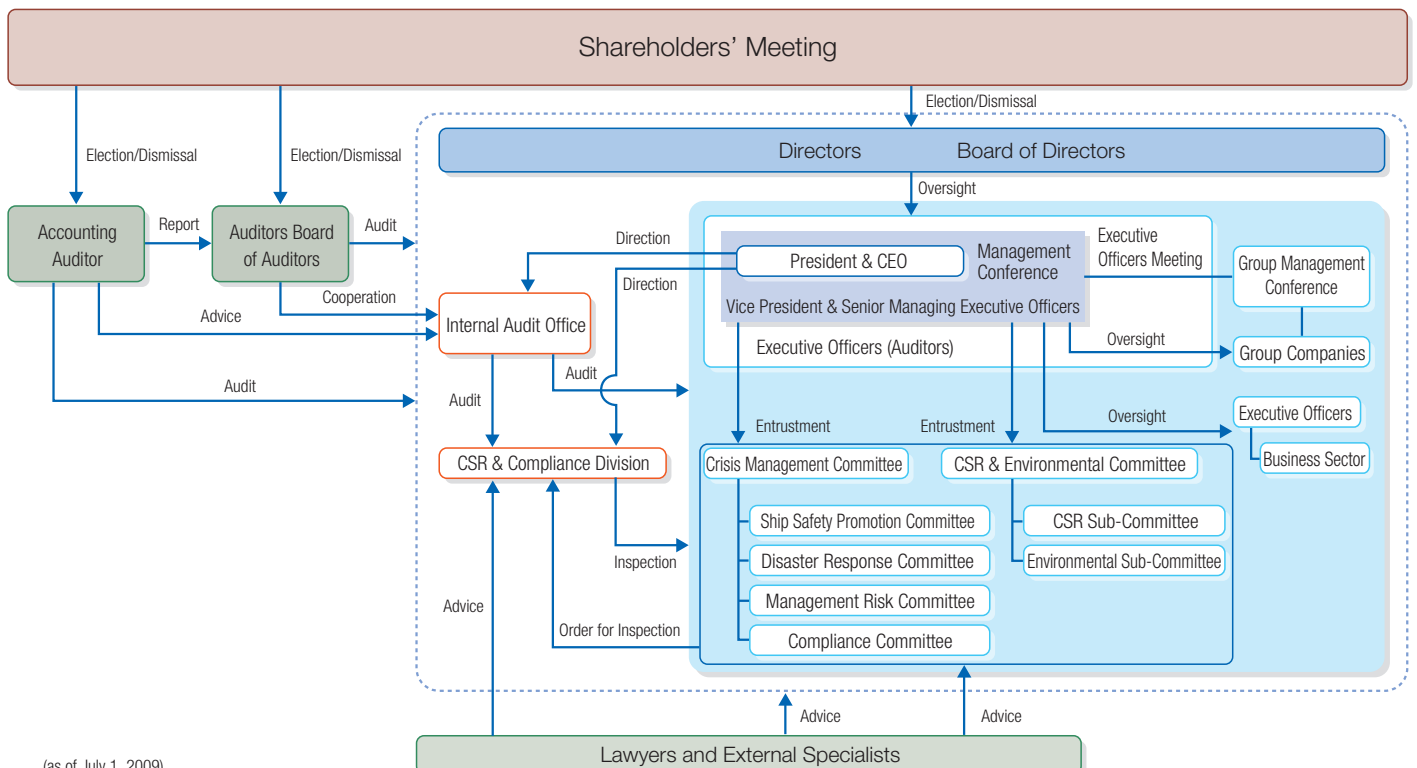 Shareholders' Meeting
Election/Dismissal
Election/Dismissal
Election/Dismissal
Directors Board of Directors
Oversight
Accounting
Auditor
Report
Auditors Board
of Auditors
Audit
Direction
Direction
President & CEO
Management
Conference
Executive
Officers Meeting
Vice President & Senior Managing Executive Officers
Executive Officers (Auditors)
Group Management
Conference
Oversight
Group Companies
Cooperation
Advice
Internal Audit Office
Audit
Audit
Audit
Entrustment
Entrustment
Oversight
Executive Officers
Business Sector
CSR & Compliance Division
Crisis Management Committee
CSR & Environmental Committee
Ship Safety Promotion Committee
CSR Sub-Committee
Disaster Response Committee
Environmental Sub-Committee
Inspection
Management Risk Committee
Advice
Order for Inspection
Compliance Committee
Advice
Advice
Lawyers and External Specialists
(as of July 1, 2009)